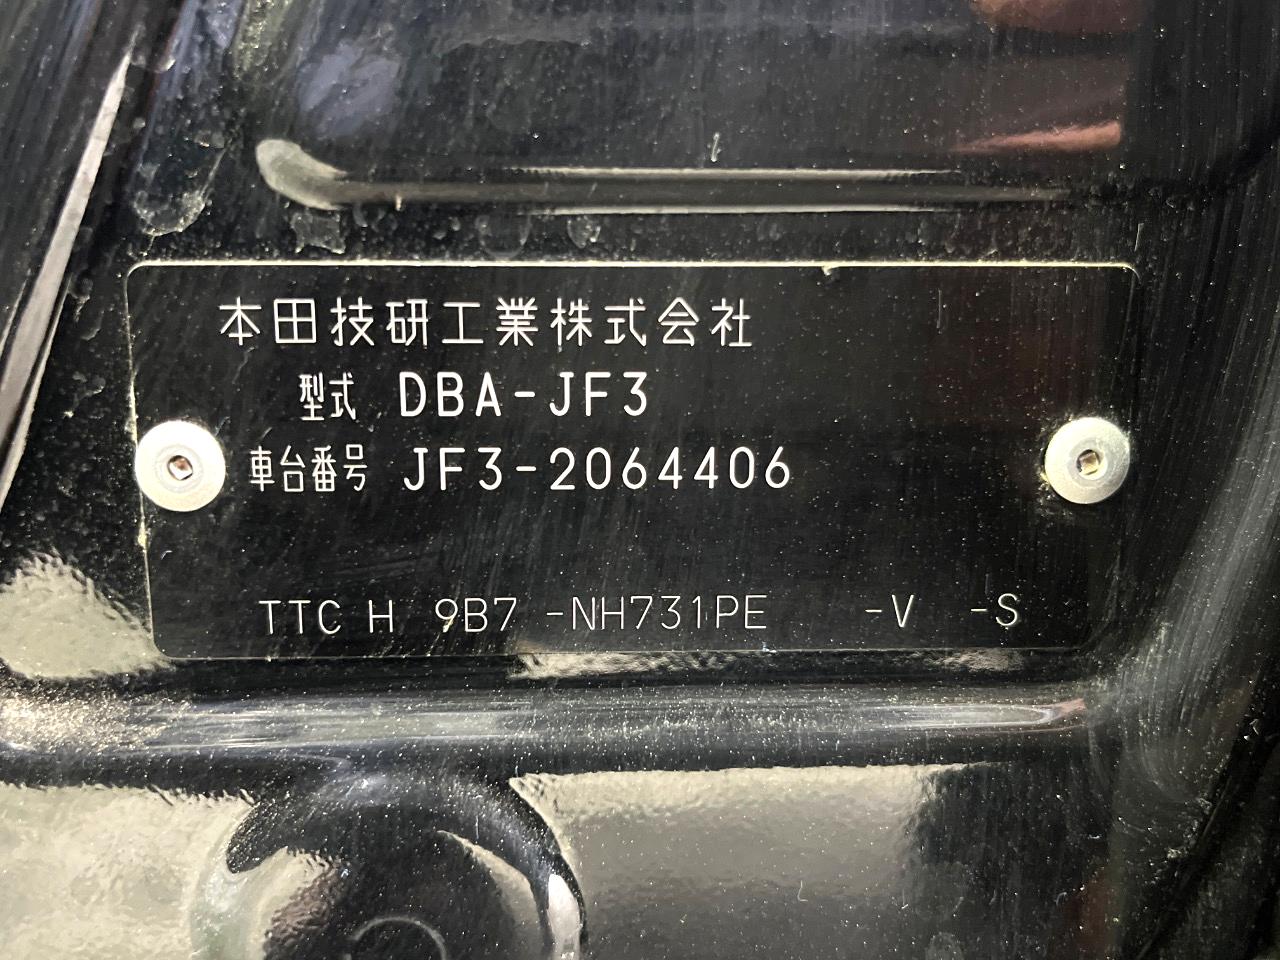 本田技研工業株式会社
型式 DBA-JF3
車台番号 JF3-2064406
TTC H 9B7 -NH731PE -V -S